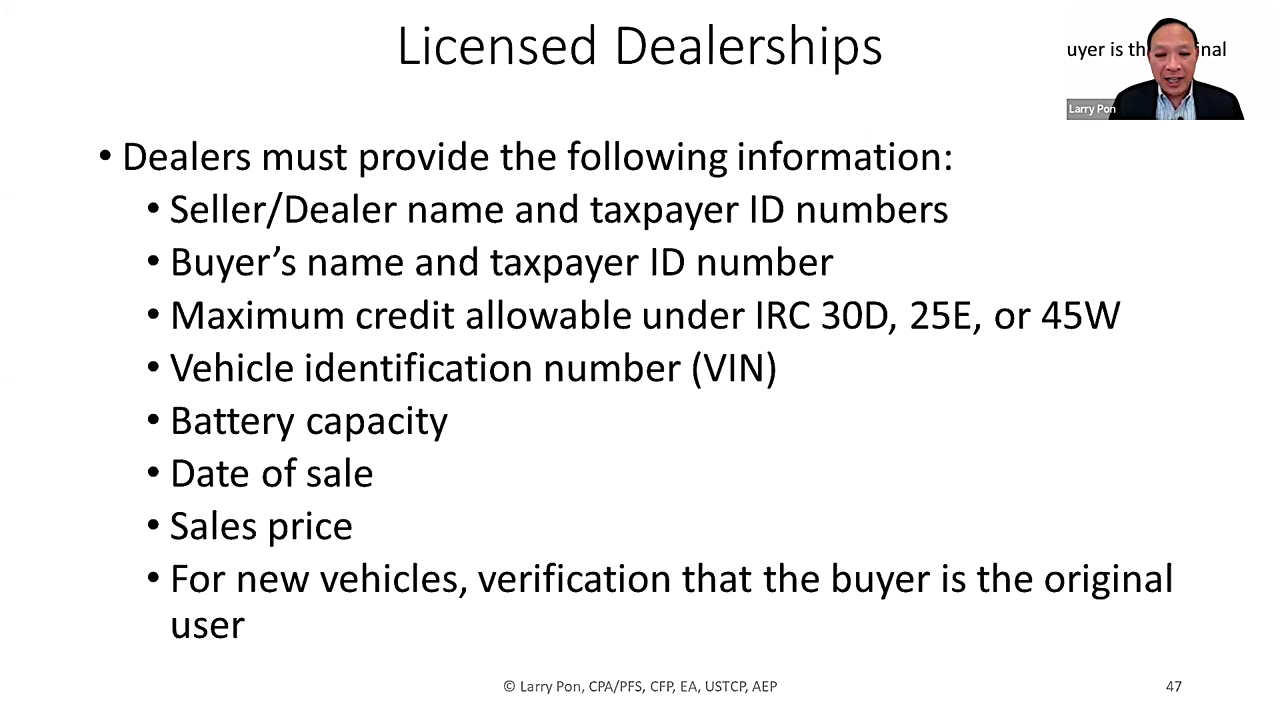 Licensed Dealerships
uyer is th inal
Larry Pon
• Dealers must provide the following information:
• Seller/Dealer name and taxpayer ID numbers
• Buyer’s name and taxpayer ID number
• Maximum credit allowable under IRC 30D, 25E, or 45W
• Vehicle identification number (VIN)
• Battery capacity
• Date of sale
• Sales price
• For new vehicles, verification that the buyer is the original
user
© Larry Pon, CPA/PFS, CFP, EA, USTCP, AEP
47